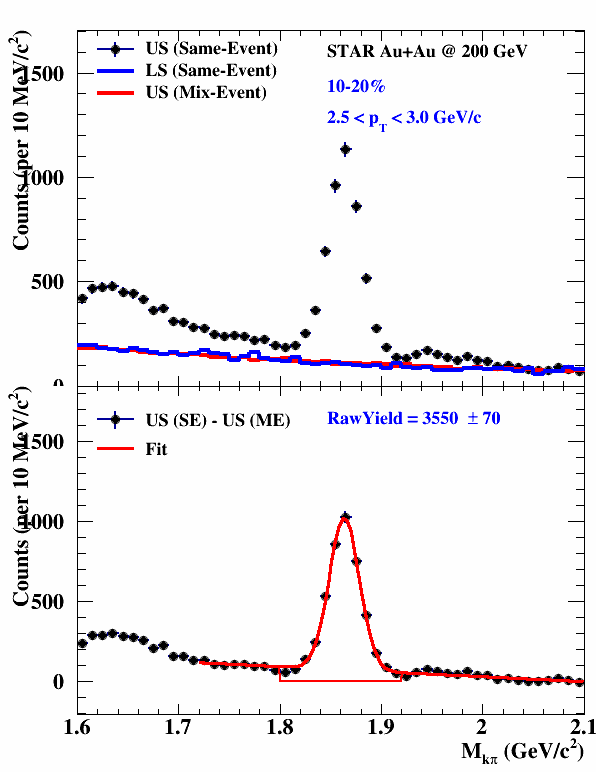 US (Same-Event)
LS (Same-Event)
US (Mix-Event)
STAR Au+Au @ 200 GeV
10-20%
2.5 < p_T < 3.0 GeV/c
Counts (per 10 MeV/c²)
1500
1000
500
0
US (SE) - US (ME)
Fit
RawYield = 3550 ± 70
Counts (per 10 MeV/c²)
1500
1000
500
0
1.6 1.7 1.8 1.9 2 2.1
M_kπ (GeV/c²)